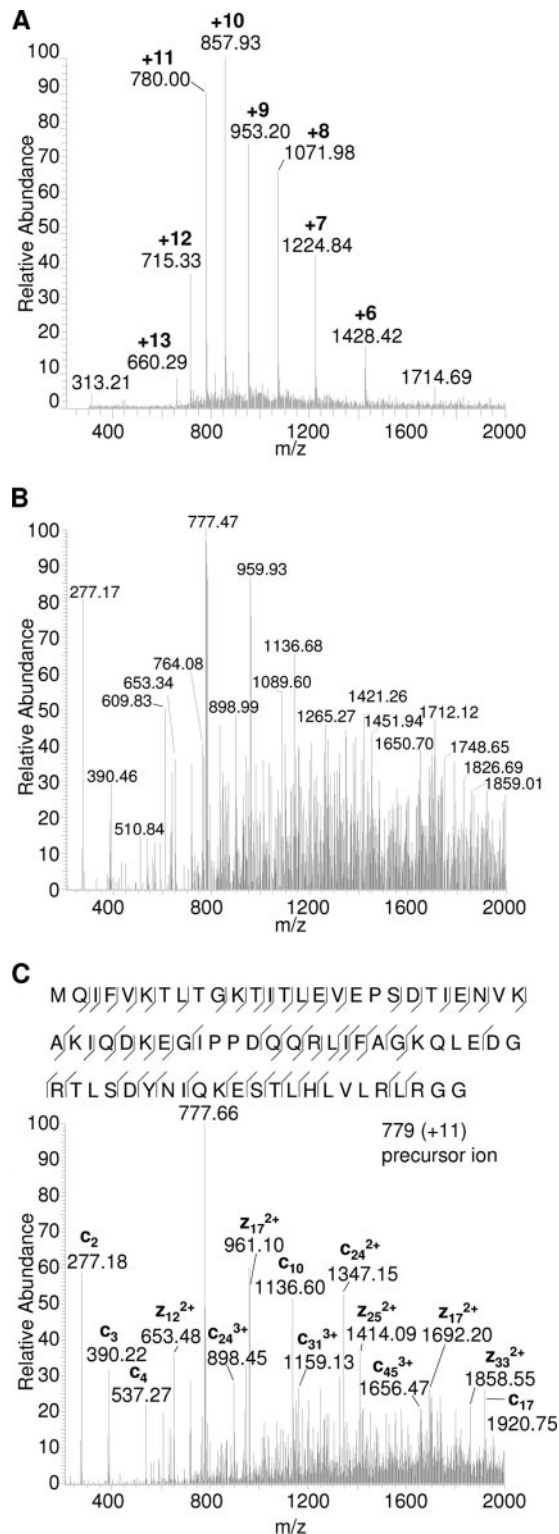 A
+10
100
857.93
+11
90
780.00
+9
80
953.20
+8
70
1071.98
60
+7
50
1224.84
+12
40
715.33
+6
30
+13
1428.42
20
660.29
10
313.21
1714.69
0
400 800 1200 1600 2000
m/z
Relative Abundance
B
777.47
100
90
959.93
277.17
80
70
764.08
1136.68
653.34
60
1089.60
609.83
898.99
1421.26
1712.12
50
1265.27
1451.94
40
1650.70
1748.65
390.46
1826.69
30
1859.01
20
510.84
10
0
400 800 1200 1600 2000
m/z
Relative Abundance
C
M Q I F V K T L T G K T I T L E V E P S D T I E N V K
A K I Q D K E G I P P D Q Q R L I F A G K Q L E D G
R T L S D Y N I Q K E S T L H L V L R L R G G
777.66
100
779 (+11)
precursor ion
90
80
70
c2
z17 2+
c24 2+
277.18
961.10
c10
60
1136.60
1347.15
50
z12 2+
z25 2+
z17 2+
c3
653.48
c24 3+
c31 3+
1414.09
1692.20
40
390.22
898.45
1159.13
z33 2+
c4
c45 3+
1858.55
30
537.27
1656.47
c17
20
1920.75
10
0
400 800 1200 1600 2000
m/z
Relative Abundance